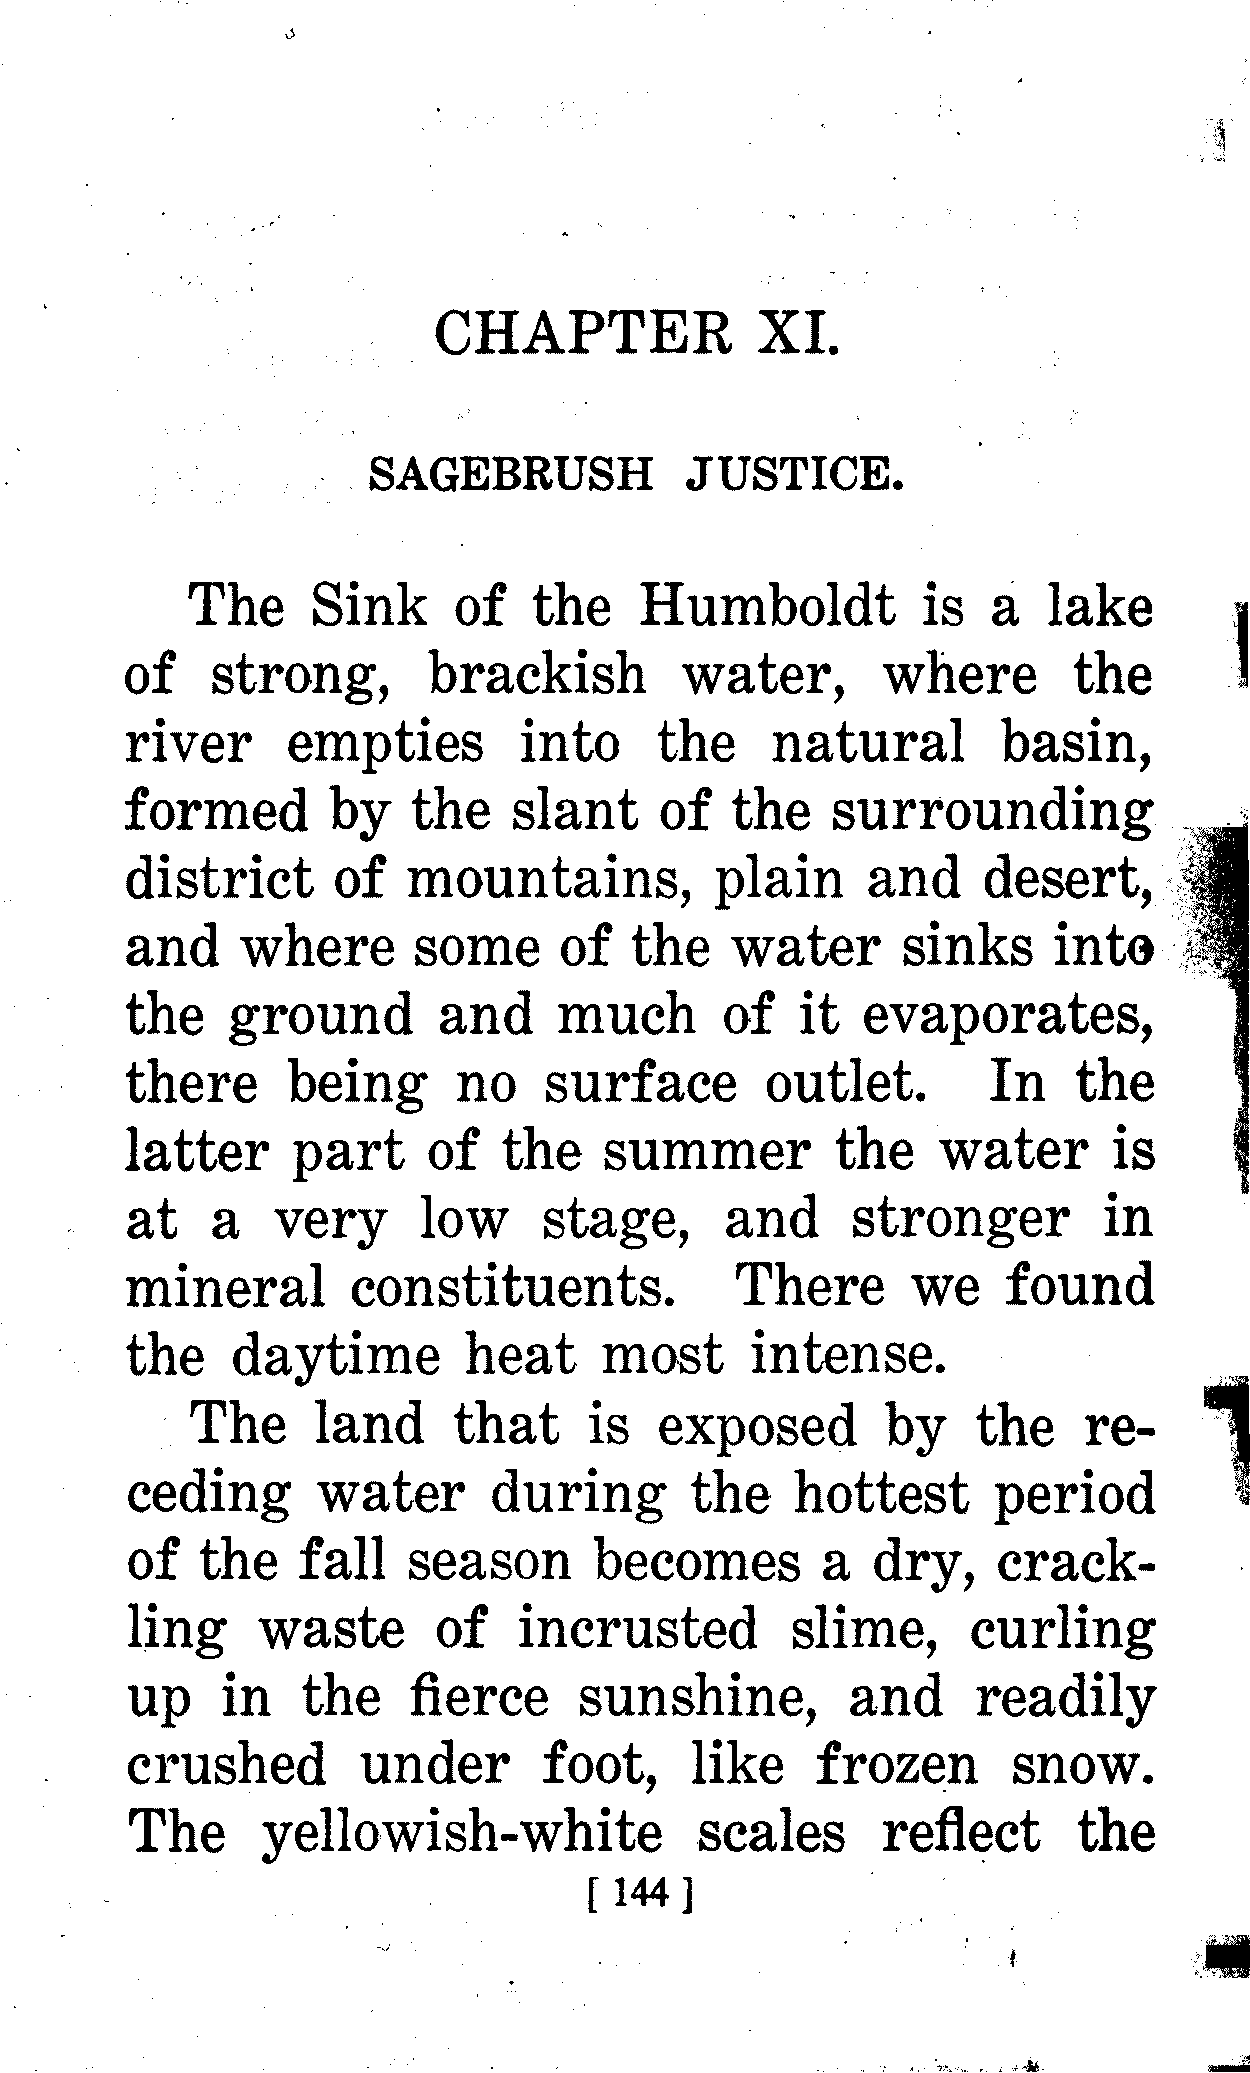 CHAPTER XI.
SAGEBRUSH JUSTICE.
The Sink of the Humboldt is a lake
of strong, brackish water, where the
river empties into the natural basin,
formed by the slant of the surrounding
district of mountains, plain and desert,
and where some of the water sinks into
the ground and much of it evaporates,
there being no surface outlet. In the
latter part of the summer the water is
at a very low stage, and stronger in
mineral constituents. There we found
the daytime heat most intense.
The land that is exposed by the re-
ceding water during the hottest period
of the fall season becomes a dry, crack-
ling waste of incrusted slime, curling
up in the fierce sunshine, and readily
crushed under foot, like frozen snow.
The yellowish-white scales reflect the
[ 144 ]